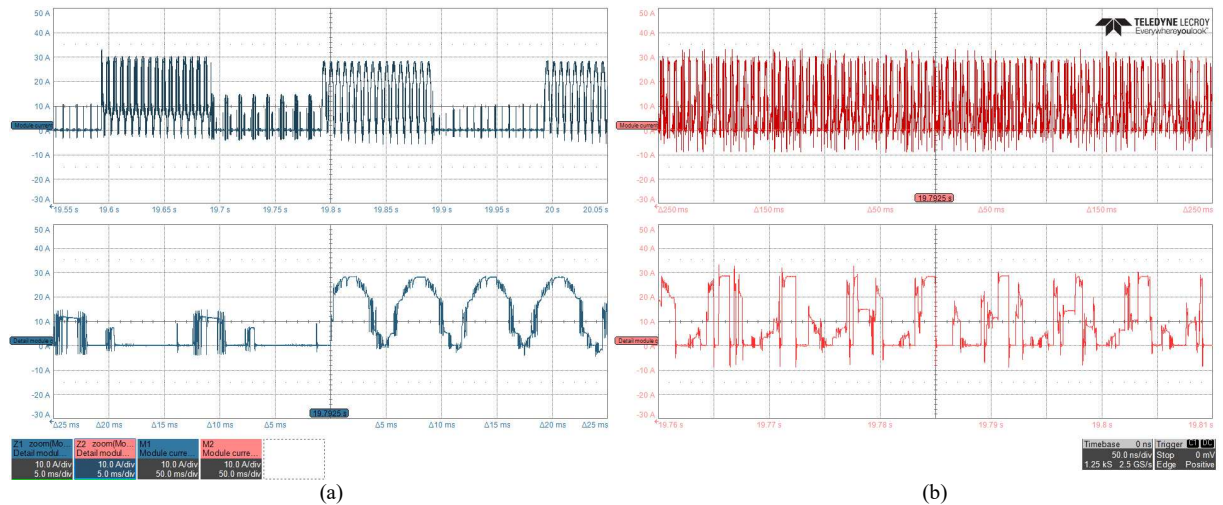 50 A
40 A
30 A
20 A
10 A
Module current
0 A
-10 A
-20 A
-30 A
19.55 s 19.6 s 19.65 s 19.7 s 19.75 s 19.8 s 19.85 s 19.9 s 19.95 s 20 s 20.05 s
50 A
40 A
30 A
20 A
10 A
Detail module c
0 A
-10 A
-20 A
-30 A
19.7925 s
Δ25 ms Δ20 ms Δ15 ms Δ10 ms Δ5 ms Δ5 ms Δ10 ms Δ15 ms Δ20 ms Δ25 ms
Z1 zoom(Mo... Z2 zoom(Mo... M1 M2
Detail modul... Detail modul... Module curre... Module curre...
10.0 A/div 10.0 A/div 10.0 A/div 10.0 A/div
5.0 ms/div 5.0 ms/div 50.0 ms/div 50.0 ms/div
(a)
TELEDYNE LECROY
Everywhereyoulook"
50 A
40 A
30 A
20 A
10 A
Module current
0 A
-10 A
-20 A
-30 A
19.7925 s
Δ250 ms Δ150 ms Δ50 ms Δ50 ms Δ150 ms Δ250 ms
50 A
40 A
30 A
20 A
10 A
Detail module c
0 A
-10 A
-20 A
-30 A
19.76 s 19.77 s 19.78 s 19.79 s 19.8 s 19.81 s
Timebase 0 ns Trigger C1 DC
50.0 ns/div Stop 0 mV
1.25 kS 2.5 GS/s Edge Positive
(b)